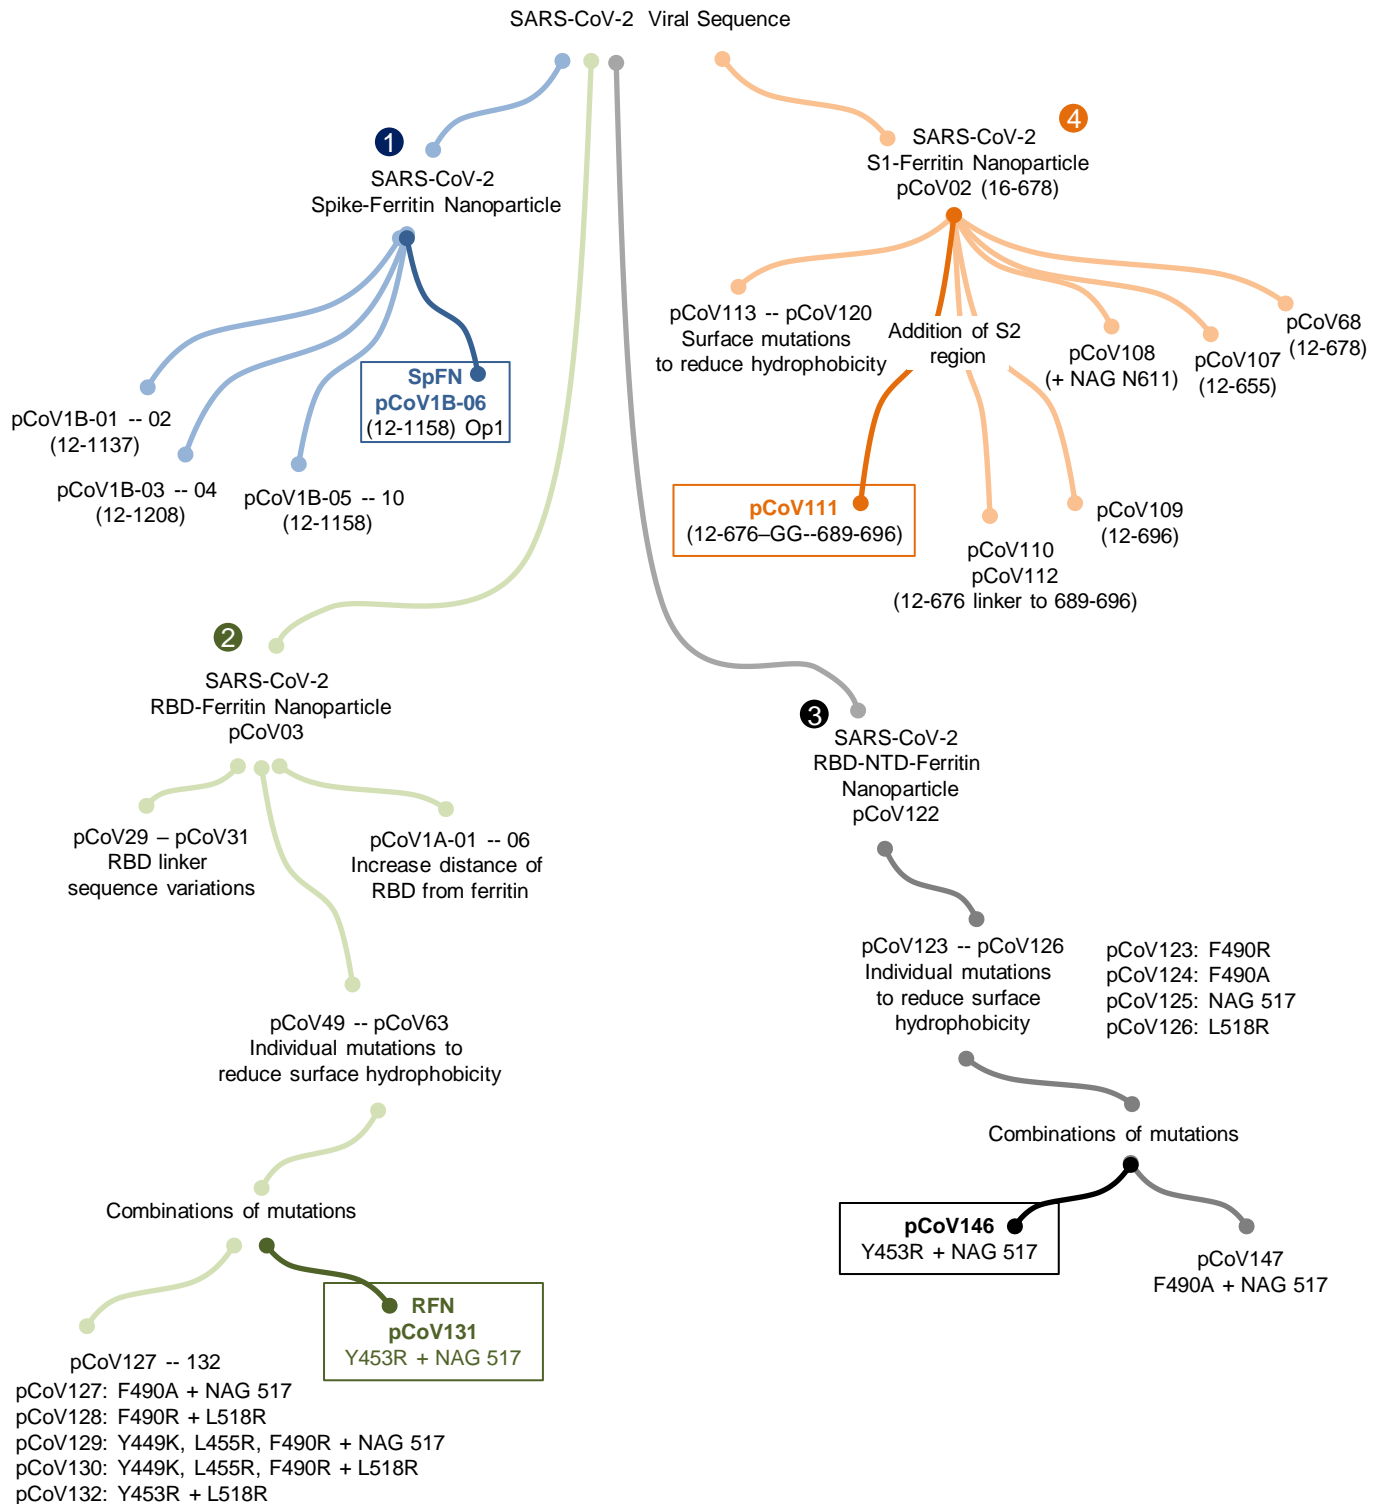 SARS-CoV-2 Viral Sequence
1
SARS-CoV-2
Spike-Ferritin Nanoparticle
pCoV1B-01 -- 02
(12-1137)
pCoV1B-03 -- 04
(12-1208)
pCoV1B-05 -- 10
(12-1158)
SpFN
pCoV1B-06
(12-1158) Op1
4
SARS-CoV-2
S1-Ferritin Nanoparticle
pCoV02 (16-678)
pCoV113 -- pCoV120
Surface mutations
to reduce hydrophobicity
Addition of S2
region
pCoV108
(+ NAG N611)
pCoV107
(12-655)
pCoV68
(12-678)
pCoV111
(12-676–GG--689-696)
pCoV110
pCoV112
(12-676 linker to 689-696)
pCoV109
(12-696)
2
SARS-CoV-2
RBD-Ferritin Nanoparticle
pCoV03
pCoV29 – pCoV31
RBD linker
sequence variations
pCoV1A-01 -- 06
Increase distance of
RBD from ferritin
pCoV49 -- pCoV63
Individual mutations to
reduce surface hydrophobicity
Combinations of mutations
RFN
pCoV131
Y453R + NAG 517
pCoV127 -- 132
pCoV127: F490A + NAG 517
pCoV128: F490R + L518R
pCoV129: Y449K, L455R, F490R + NAG 517
pCoV130: Y449K, L455R, F490R + L518R
pCoV132: Y453R + L518R
3
SARS-CoV-2
RBD-NTD-Ferritin
Nanoparticle
pCoV122
pCoV123 -- pCoV126
Individual mutations
to reduce surface
hydrophobicity
pCoV123: F490R
pCoV124: F490A
pCoV125: NAG 517
pCoV126: L518R
Combinations of mutations
pCoV146
Y453R + NAG 517
pCoV147
F490A + NAG 517